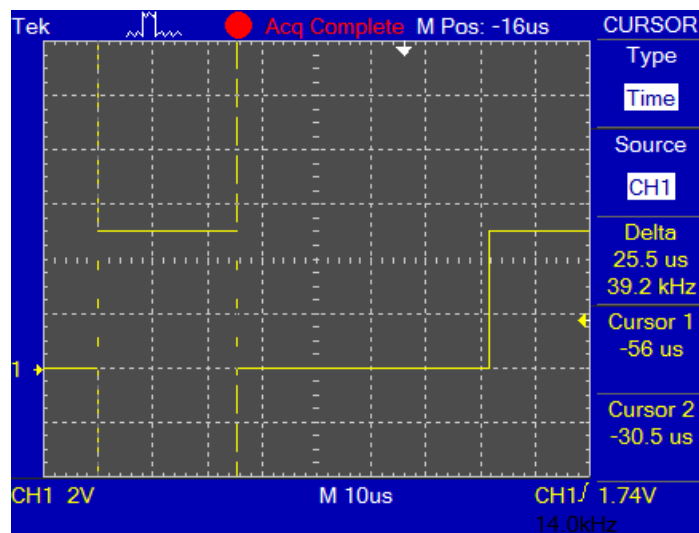 Tek Acq Complete M Pos: -16us CURSOR
Type
Time
Source
CH1
Delta
25.5 us
39.2 kHz
Cursor 1
-56 us
1
Cursor 2
-30.5 us
CH1 2V M 10us CH1 1.74V
14.0kHz